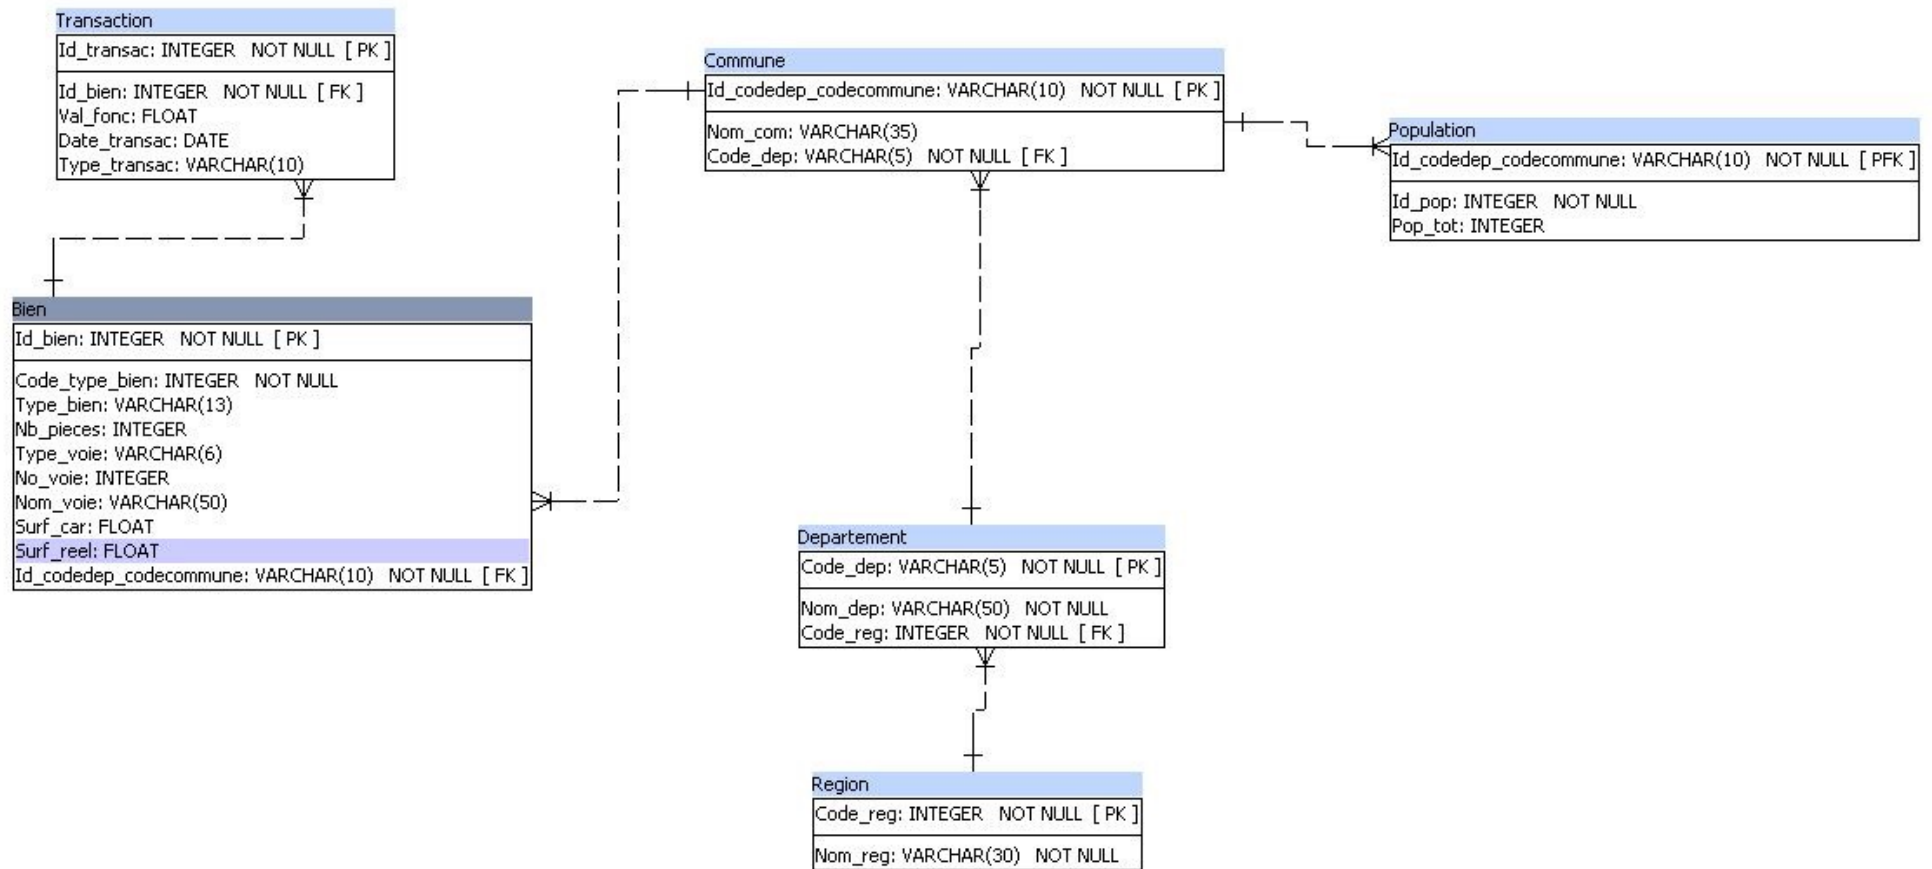 Transaction
Id_transac: INTEGER NOT NULL [ PK ]
Id_bien: INTEGER NOT NULL [ FK ]
Val_fonc: FLOAT
Date_transac: DATE
Type_transac: VARCHAR(10)
Commune
Id_codedep_codecommune: VARCHAR(10) NOT NULL [ PK ]
Nom_com: VARCHAR(35)
Code_dep: VARCHAR(5) NOT NULL [ FK ]
Population
Id_codedep_codecommune: VARCHAR(10) NOT NULL [ PFK ]
Id_pop: INTEGER NOT NULL
Pop_tot: INTEGER
Bien
Id_bien: INTEGER NOT NULL [ PK ]
Code_type_bien: INTEGER NOT NULL
Type_bien: VARCHAR(13)
Nb_pieces: INTEGER
Type_voie: VARCHAR(6)
No_voie: INTEGER
Nom_voie: VARCHAR(50)
Surf_car: FLOAT
Surf_reel: FLOAT
Id_codedep_codecommune: VARCHAR(10) NOT NULL [ FK ]
Departement
Code_dep: VARCHAR(5) NOT NULL [ PK ]
Nom_dep: VARCHAR(50) NOT NULL
Code_reg: INTEGER NOT NULL [ FK ]
Region
Code_reg: INTEGER NOT NULL [ PK ]
Nom_reg: VARCHAR(30) NOT NULL